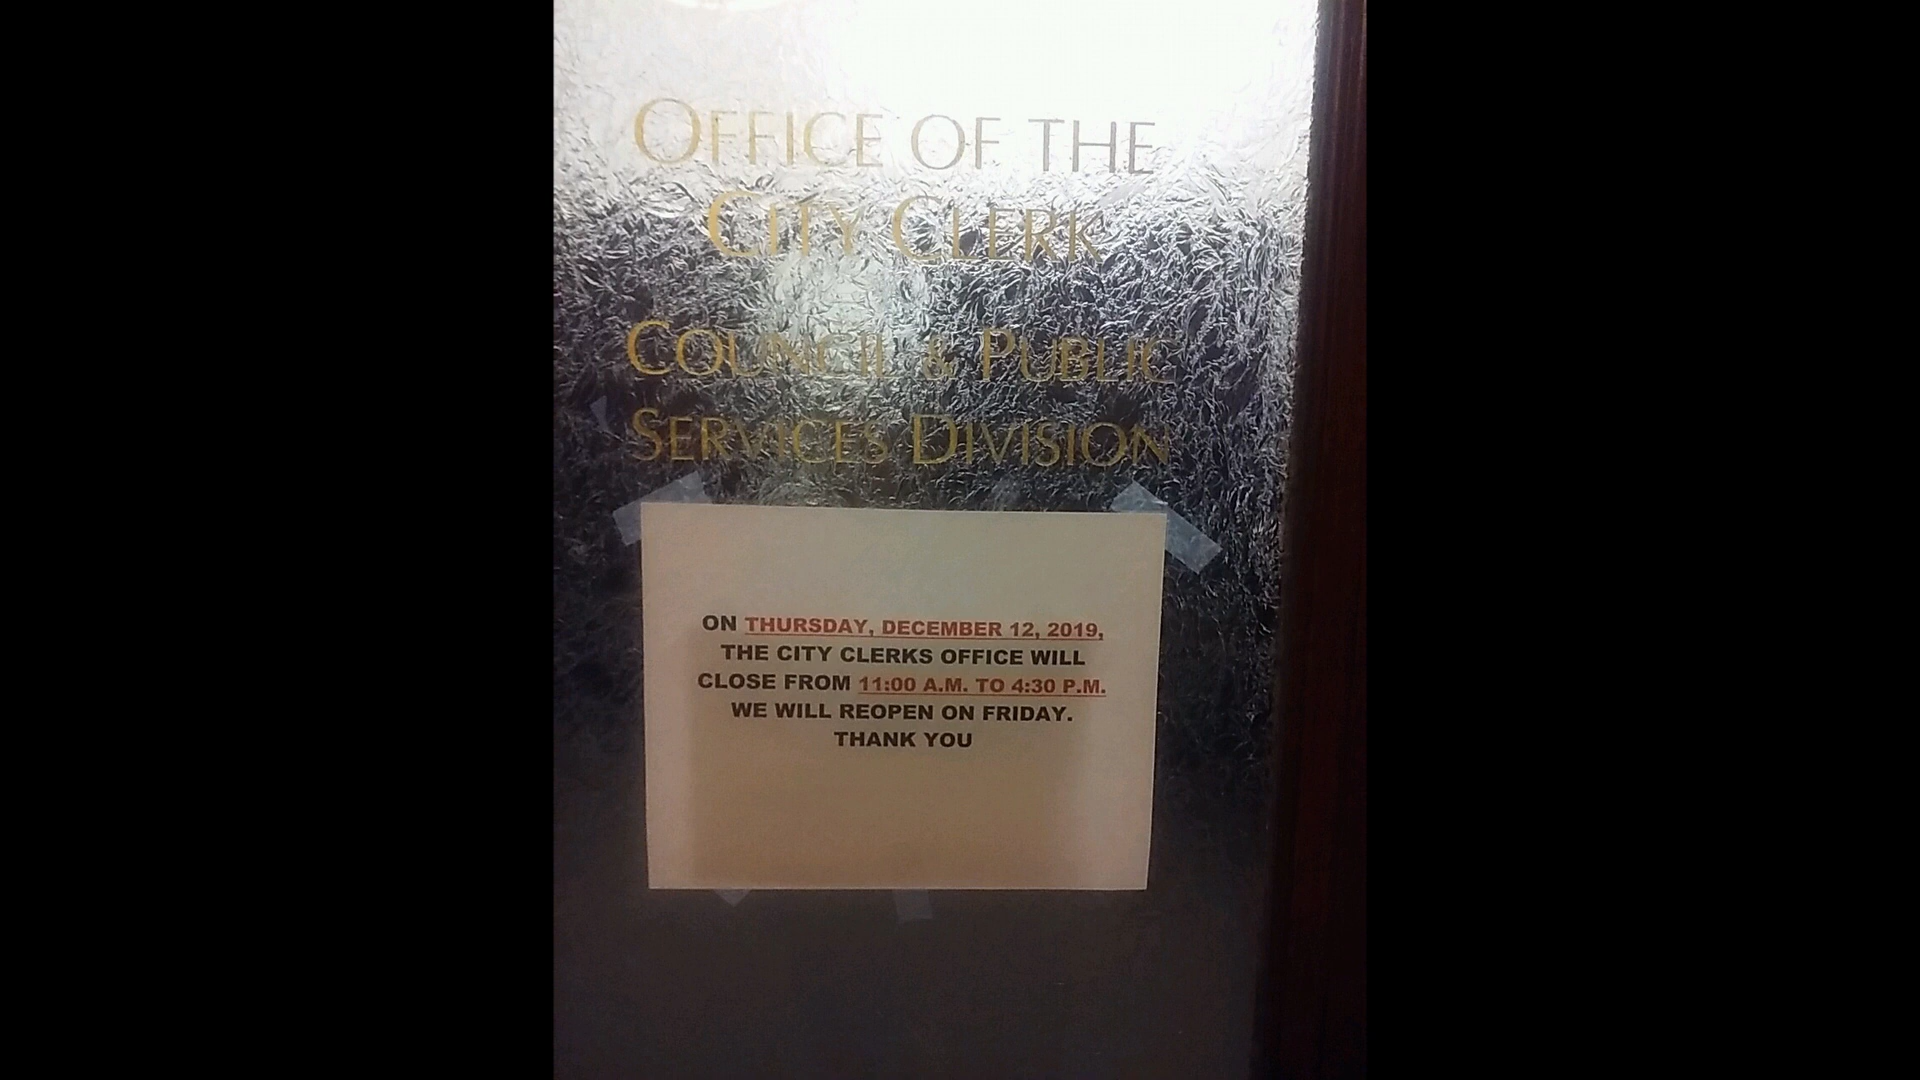 OFFICE OF THE
CITY CLERK
COUNCIL & PUBLIC
SERVICES DIVISION
ON THURSDAY, DECEMBER 12, 2019,
THE CITY CLERKS OFFICE WILL
CLOSE FROM 11:00 A.M. TO 4:30 P.M.
WE WILL REOPEN ON FRIDAY.
THANK YOU